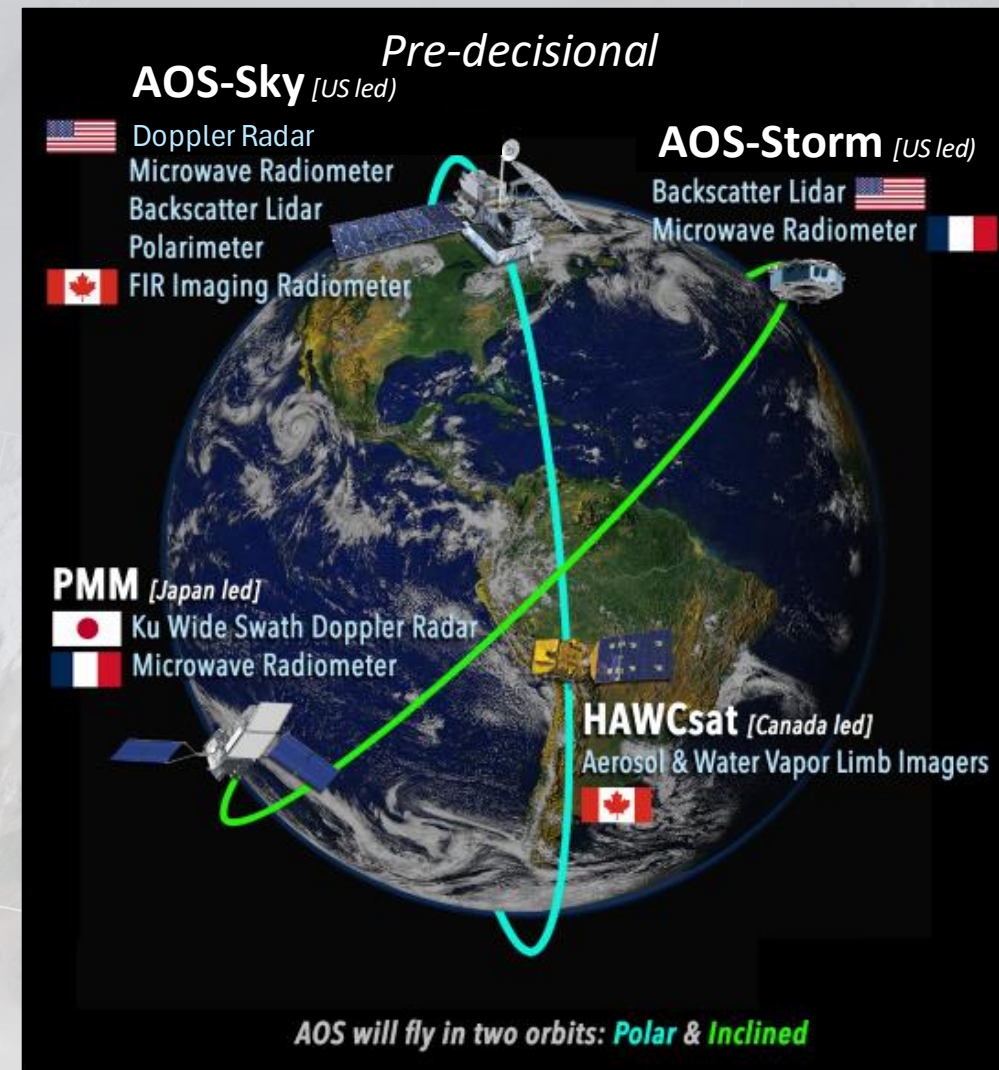 Pre-decisional
AOS-Sky [US led]
Doppler Radar
Microwave Radiometer
Backscatter Lidar
Polarimeter
FIR Imaging Radiometer
AOS-Storm [US led]
Backscatter Lidar
Microwave Radiometer
PMM [Japan led]
Ku Wide Swath Doppler Radar
Microwave Radiometer
HAWCsat [Canada led]
Aerosol & Water Vapor Limb Imagers
AOS will fly in two orbits: Polar & Inclined